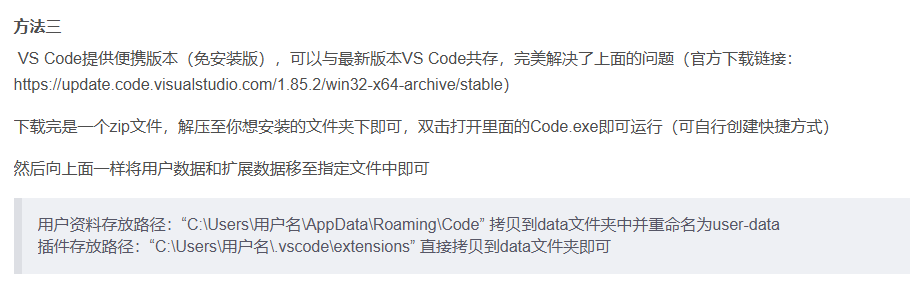 方法三
VS Code提供便携版本（免安装版），可以与最新版本VS Code共存，完美解决了上面的问题（官方下载链接：
https://update.code.visualstudio.com/1.85.2/win32-x64-archive/stable）
下载完是一个zip文件，解压至你想安装的文件夹下即可，双击打开里面的Code.exe即可运行（可自行创建快捷方式）
然后向上面一样将用户数据和扩展数据移至指定文件中即可
用户资料存放路径：“C:\Users\用户名\AppData\Roaming\Code” 拷贝到data文件夹中并重命名为user-data
插件存放路径：“C:\Users\用户名\.vscode\extensions” 直接拷贝到data文件夹即可